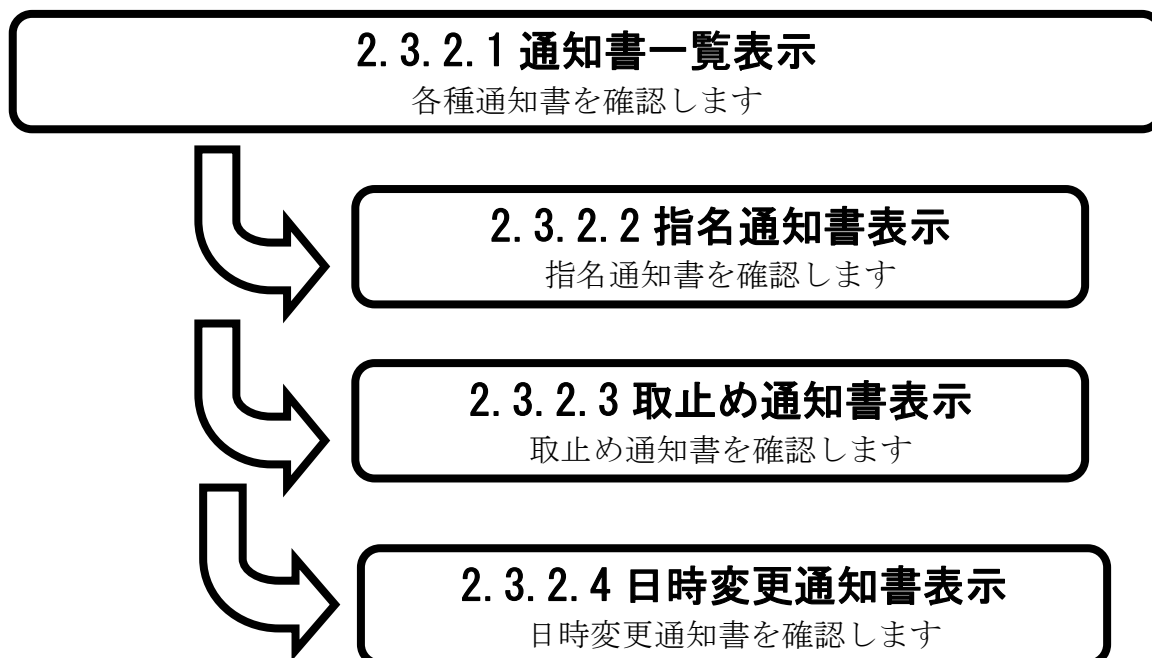 2.3.2.1 通知書一覧表示
各種通知書を確認します
2.3.2.2 指名通知書表示
指名通知書を確認します
2.3.2.3 取止め通知書表示
取止め通知書を確認します
2.3.2.4 日時変更通知書表示
日時変更通知書を確認します